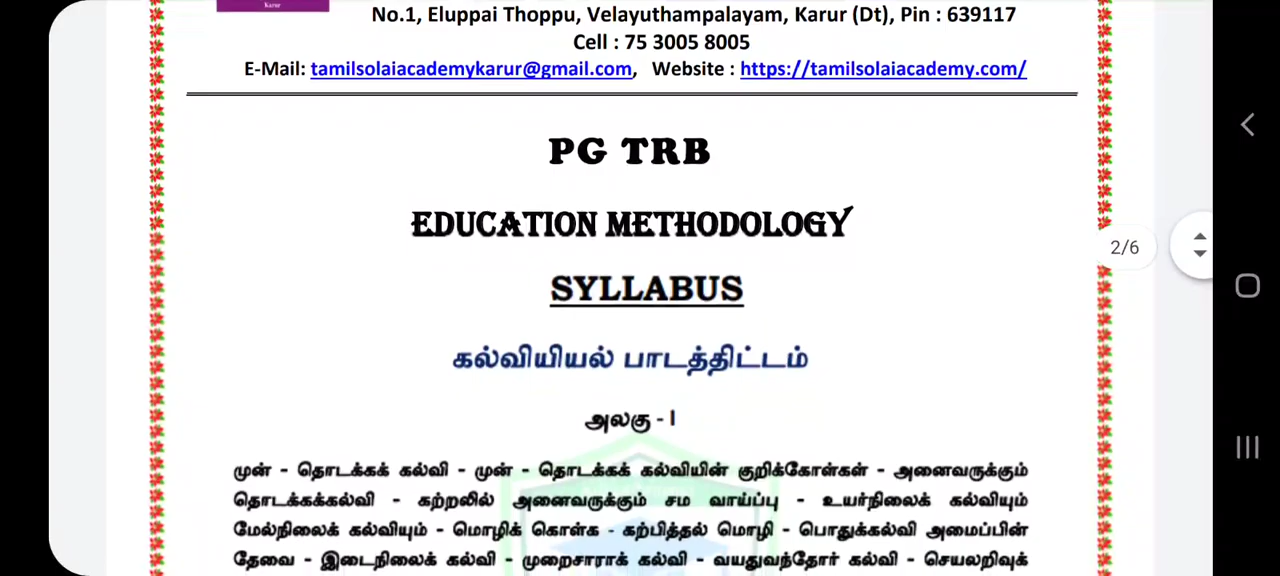 Karur
No.1, Eluppai Thoppu, Velayuthampalayam, Karur (Dt), Pin : 639117
Cell : 75 3005 8005
E-Mail: tamilsolaiacademykarur@gmail.com, Website : https://tamilsolaiacademy.com/
PG TRB
EDUCATION METHODOLOGY
2/6
SYLLABUS
கல்வியியல் பாடத்திட்டம்
அலகு - I
முன் - தொடக்கக் கல்வி - முன் - தொடக்கக் கல்வியின் குறிக்கோள்கள் - அனைவருக்கும்
தொடக்கக்கல்வி - கற்றலில் அனைவருக்கும் சம வாய்ப்பு - உயர்நிலைக் கல்வியும்
மேல்நிலைக் கல்வியும் - மொழிக் கொள்க - கற்பித்தல் மொழி - பொதுக்கல்வி அமைப்பின்
தேவை - இடைநிலைக் கல்வி - முறைசாராக் கல்வி - வயதுவந்தோர் கல்வி - செயலறிவுக்